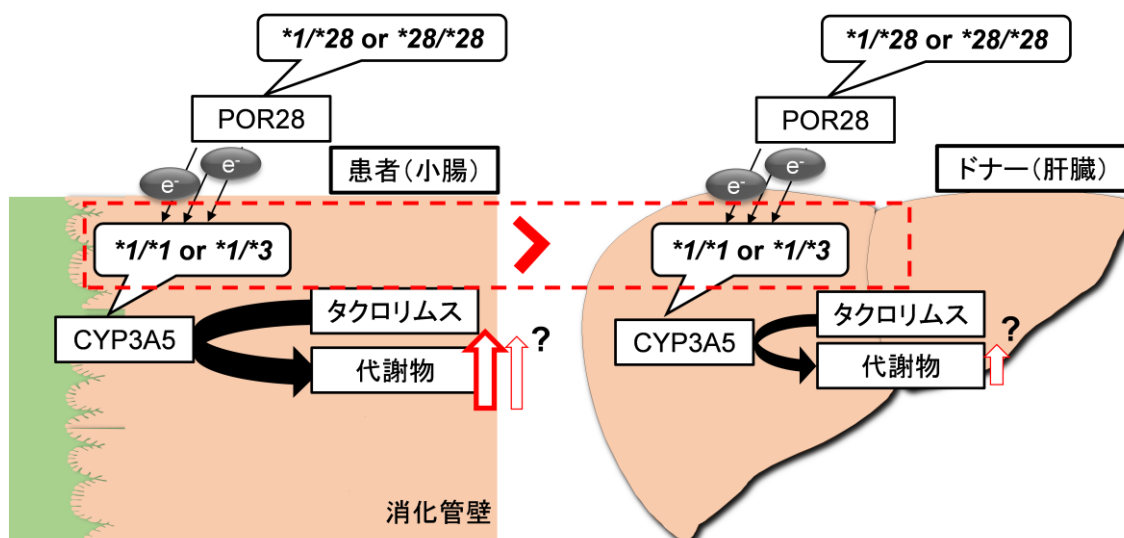 *1/*28 or *28/*28
POR28
e-
e-
患者（小腸）
*1/*1 or *1/*3
CYP3A5
タクロリムス
代謝物
?
消化管壁
*1/*28 or *28/*28
POR28
e-
e-
ドナー（肝臓）
*1/*1 or *1/*3
CYP3A5
タクロリムス
代謝物
?